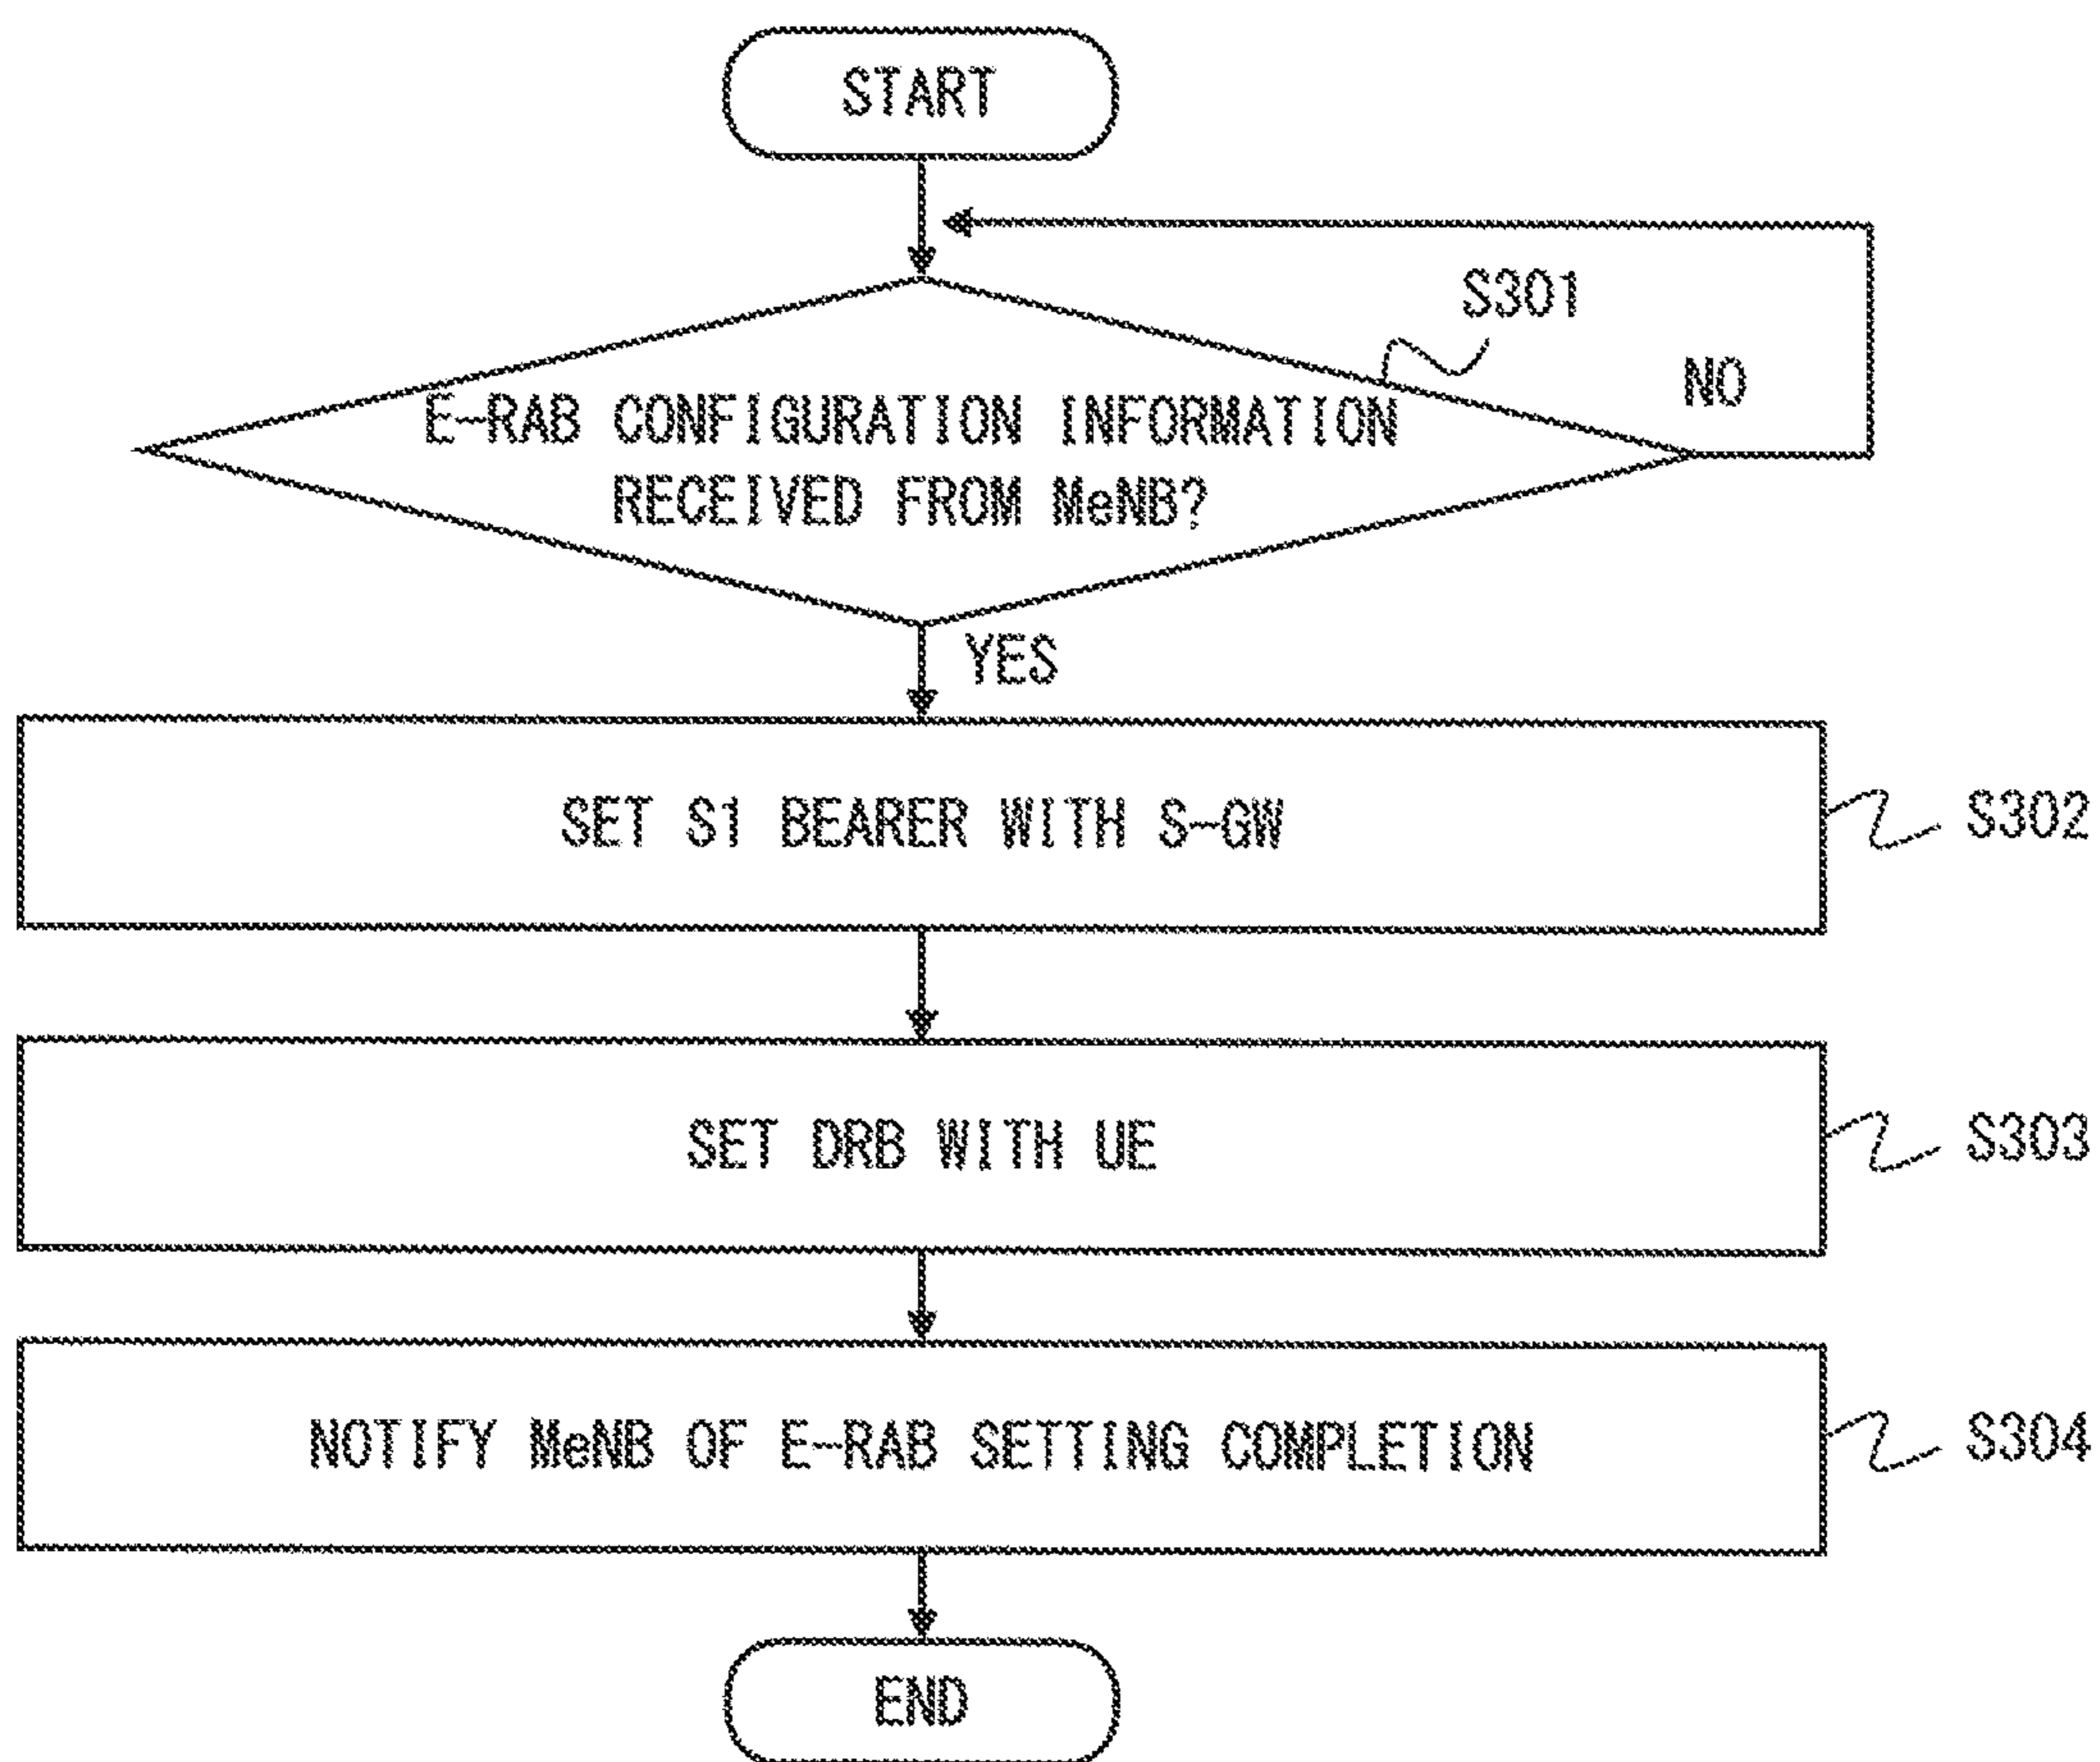 START
S301
NO
E-RAB CONFIGURATION INFORMATION
RECEIVED FROM MeNB?
YES
SET S1 BEARER WITH S-GW
S302
SET DRB WITH UE
S303
NOTIFY MeNB OF E-RAB SETTING COMPLETION
S304
END